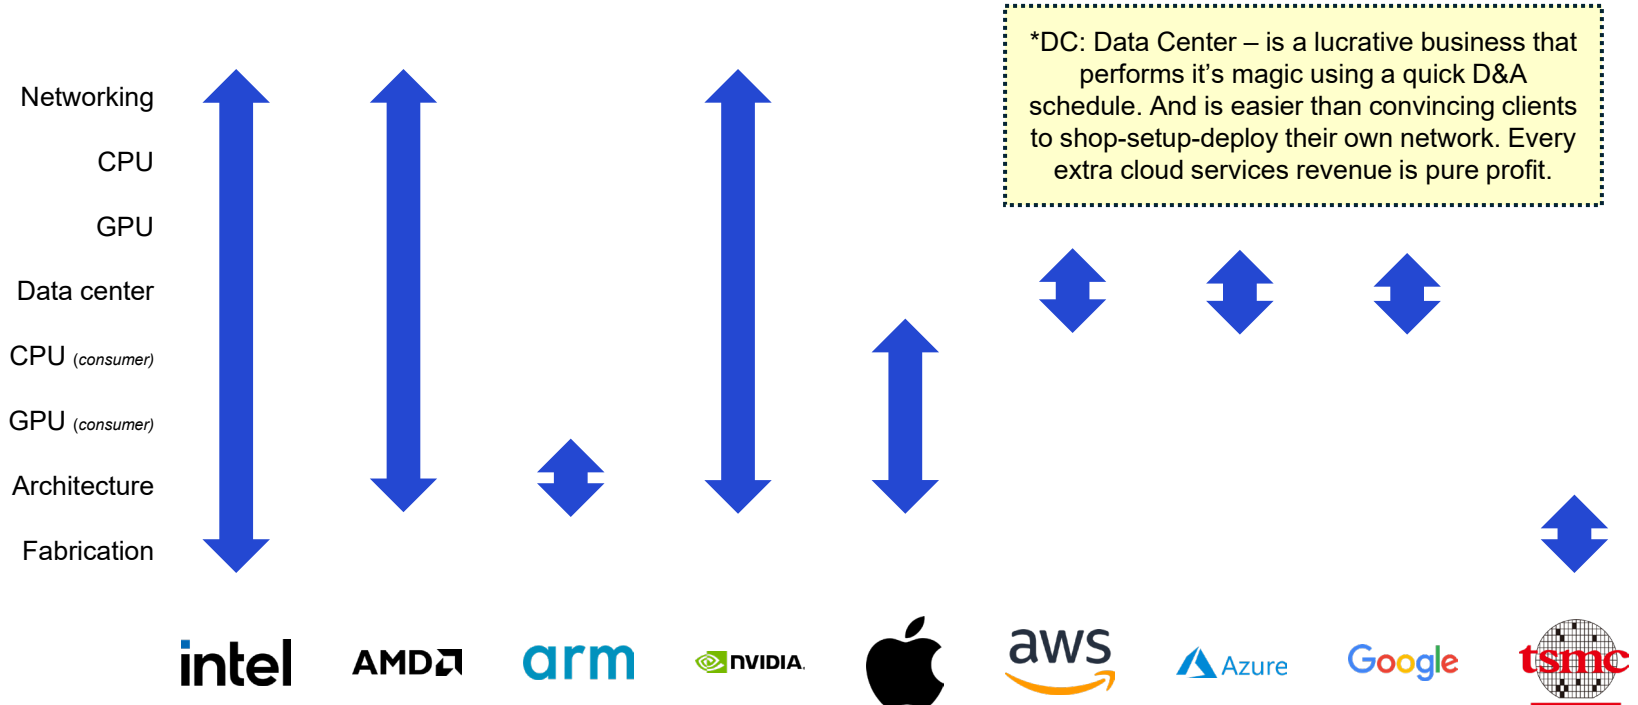 *DC: Data Center – is a lucrative business that
performs it’s magic using a quick D&A
schedule. And is easier than convincing clients
to shop-setup-deploy their own network. Every
extra cloud services revenue is pure profit.
Networking
CPU
GPU
Data center
CPU (consumer)
GPU (consumer)
Architecture
Fabrication
intel
AMD
arm
NVIDIA.
aws
Azure
Google
tsmc